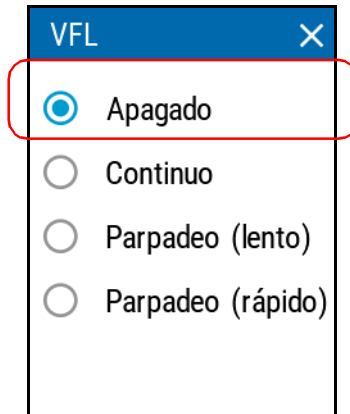 VFL
Apagado
Continuo
Parpadeo (lento)
Parpadeo (rápido)